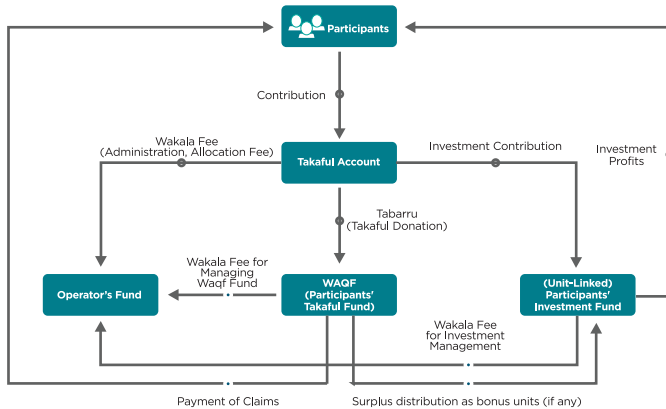 Participants
Contribution
Wakala Fee
(Administration, Allocation Fee)
Takaful Account
Investment Contribution
Investment
Profits
Tabarru
(Takaful Donation)
Wakala Fee for
Managing
Waqf Fund
Operator's Fund
WAQF
(Participants'
Takaful Fund)
(Unit-Linked)
Participants'
Investment Fund
Wakala Fee
for Investment
Management
Payment of Claims
Surplus distribution as bonus units (if any)